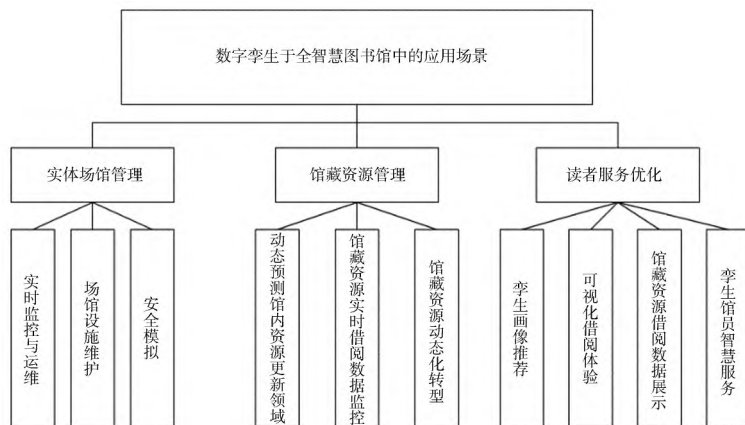 数字孪生于全智慧图书馆中的应用场景
实体场馆管理
馆藏资源管理
读者服务优化
实时监控与运维
场馆设施维护
安全模拟
动态预测馆内资源更新领域
馆藏资源实时借阅数据监控
馆藏资源动态化转型
孪生画像推荐
可视化借阅体验
馆藏资源借阅数据展示
孪生馆员智慧服务